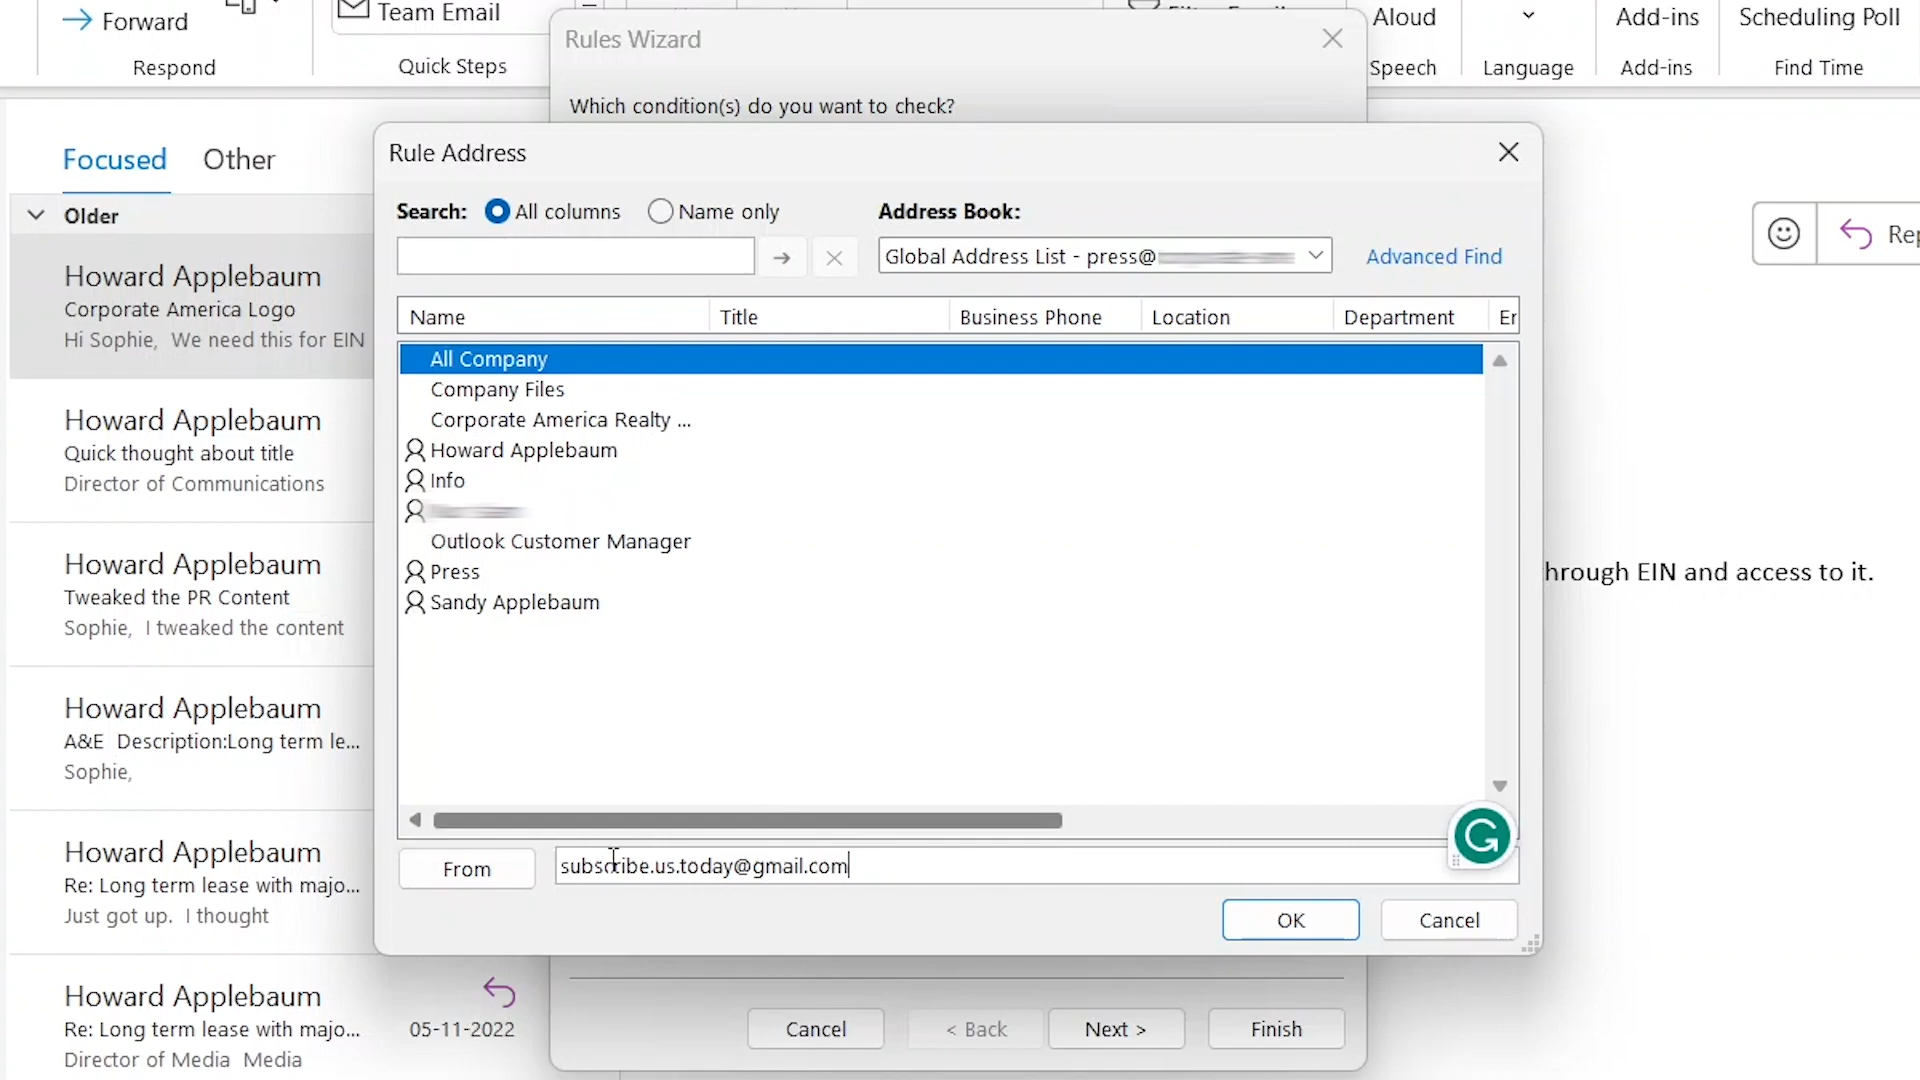 Forward
Team Email
Aloud
Add-ins
Scheduling Poll
Respond
Quick Steps
Speech
Language
Add-ins
Find Time
Rules Wizard
Which condition(s) do you want to check?
Focused
Other
Older
Howard Applebaum
Corporate America Logo
Hi Sophie, We need this for EIN
Howard Applebaum
Quick thought about title
Director of Communications
Howard Applebaum
Tweaked the PR Content
Sophie, I tweaked the content
Howard Applebaum
A&E Description:Long term le...
Sophie,
Howard Applebaum
Re: Long term lease with majo...
Just got up. I thought
Howard Applebaum
Re: Long term lease with majo...
05-11-2022
Director of Media Media
Rule Address
Search:
All columns
Name only
Address Book:
Global Address List - press@
Advanced Find
Name
Title
Business Phone
Location
Department
All Company
Company Files
Corporate America Realty ...
Howard Applebaum
Info
Outlook Customer Manager
Press
Sandy Applebaum
From
subscribe.us.today@gmail.com
OK
Cancel
Cancel
< Back
Next >
Finish
Rep
hrough EIN and access to it.